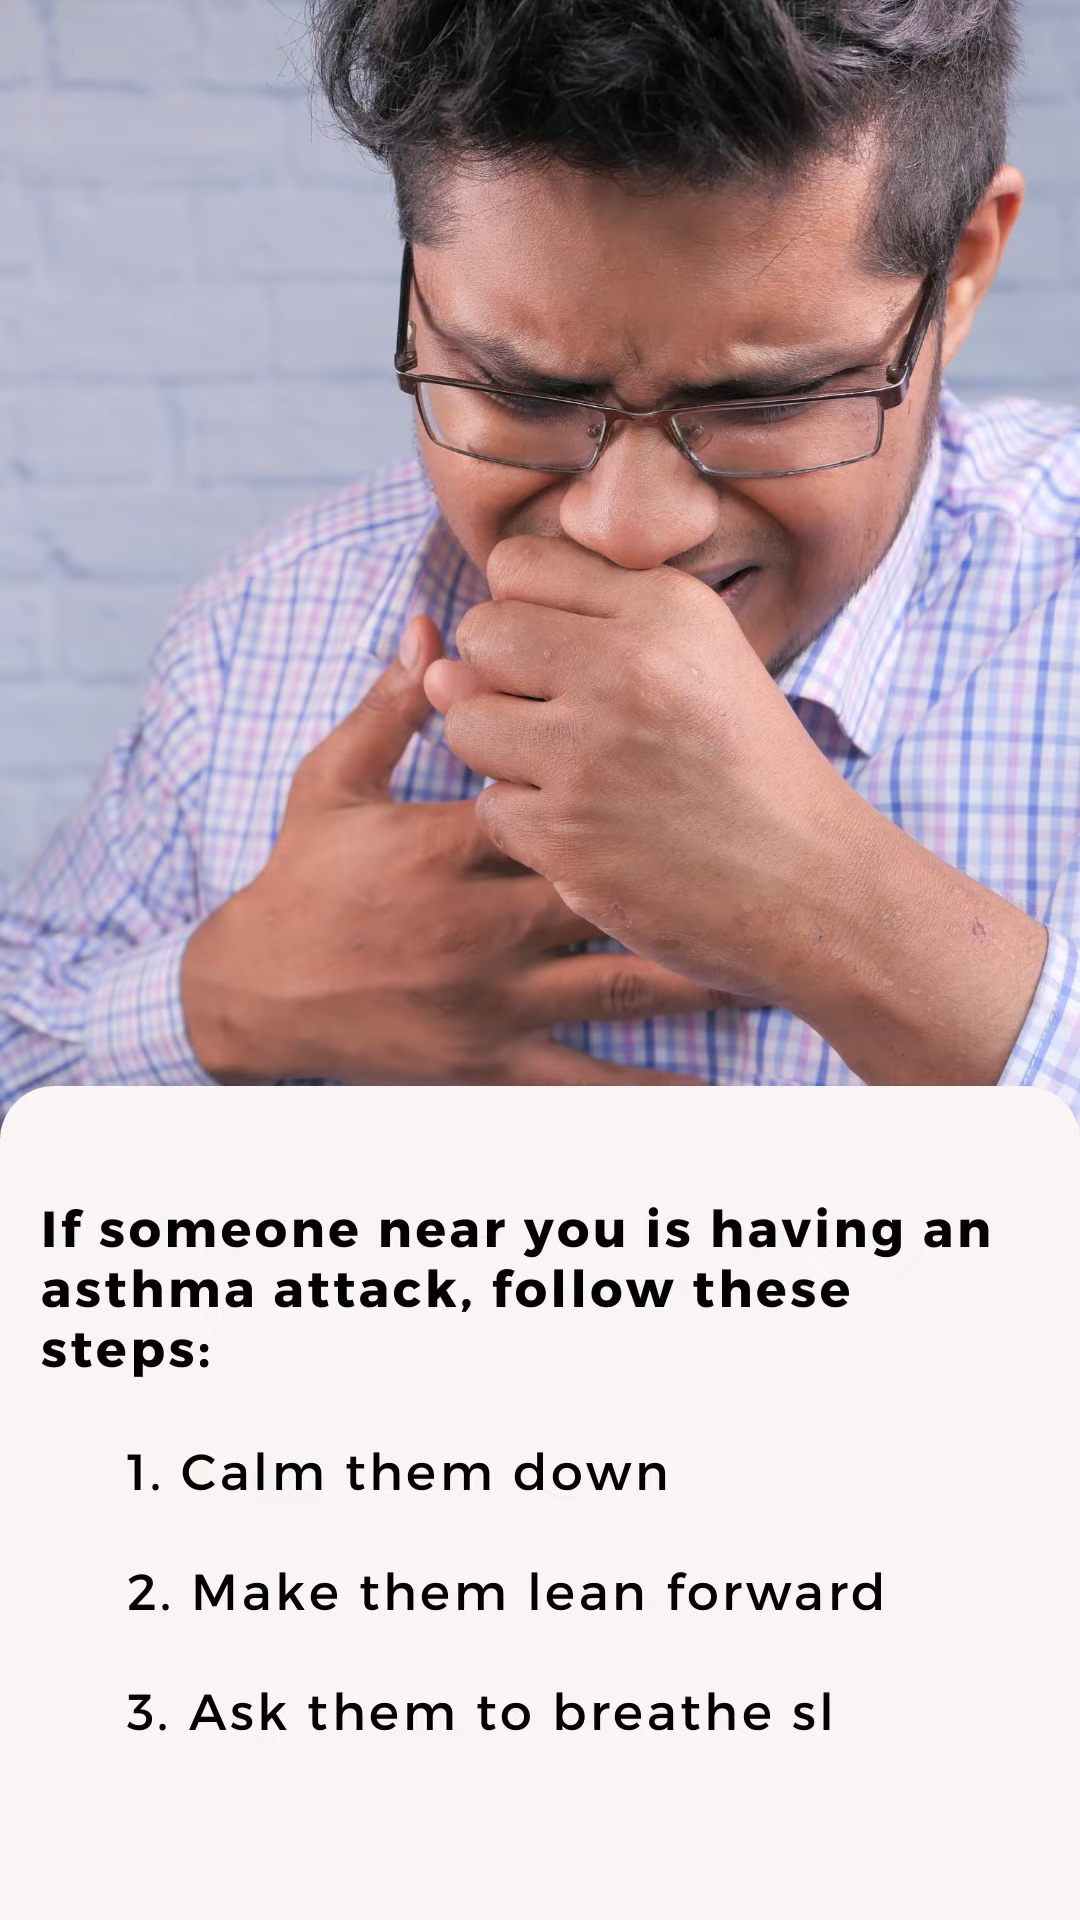 If someone near you is having an
asthma attack, follow these
steps:
1. Calm them down
2. Make them lean forward
3. Ask them to breathe sl